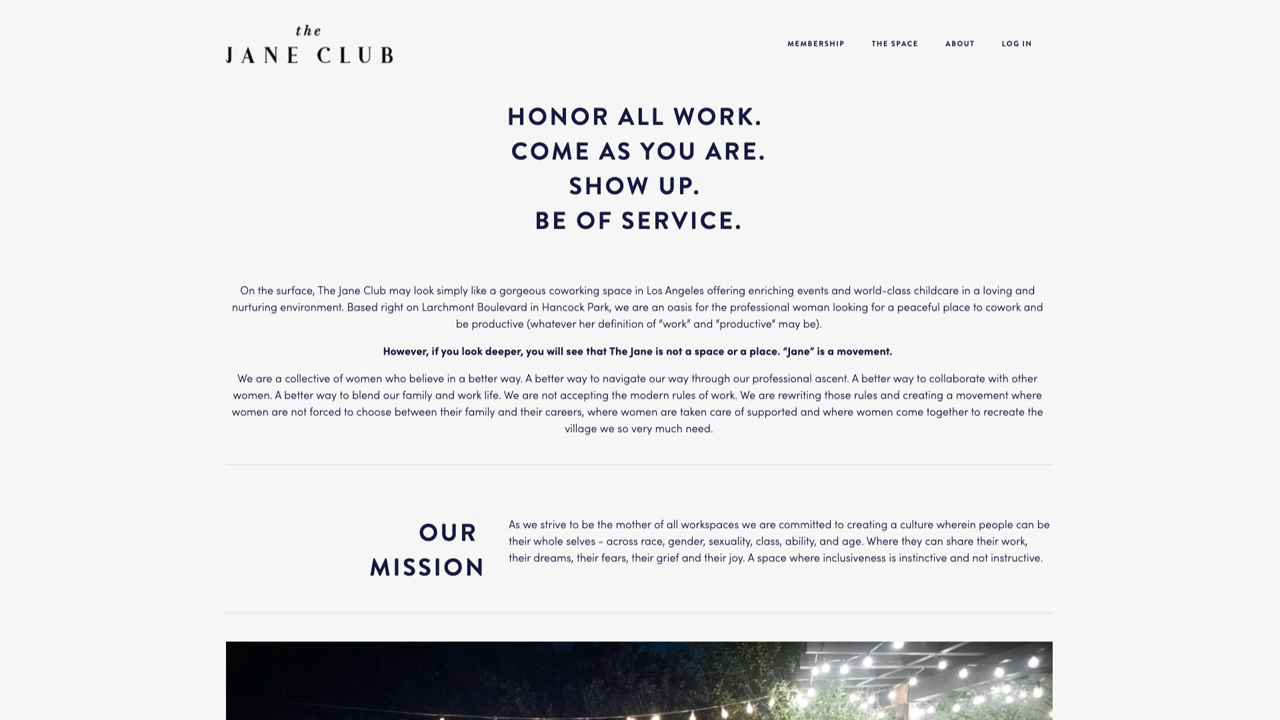 the
JANE CLUB
MEMBERSHIP THE SPACE ABOUT LOG IN
HONOR ALL WORK.
COME AS YOU ARE.
SHOW UP.
BE OF SERVICE.
On the surface, The Jane Club may look simply like a gorgeous coworking space in Los Angeles offering enriching events and world-class childcare in a loving and
nurturing environment. Based right on Larchmont Boulevard in Hancock Park, we are an oasis for the professional woman looking for a peaceful place to cowork and
be productive (whatever her definition of “work” and “productive” may be).
However, if you look deeper, you will see that The Jane is not a space or a place. “Jane” is a movement.
We are a collective of women who believe in a better way. A better way to navigate our way through our professional ascent. A better way to collaborate with other
women. A better way to blend our family and work life. We are not accepting the modern rules of work. We are rewriting those rules and creating a movement where
women are not forced to choose between their family and their careers, where women are taken care of supported and where women come together to recreate the
village we so very much need.
OUR
MISSION
As we strive to be the mother of all workspaces we are committed to creating a culture wherein people can be
their whole selves - across race, gender, sexuality, class, ability, and age. Where they can share their work,
their dreams, their fears, their grief and their joy. A space where inclusiveness is instinctive and not instructive.